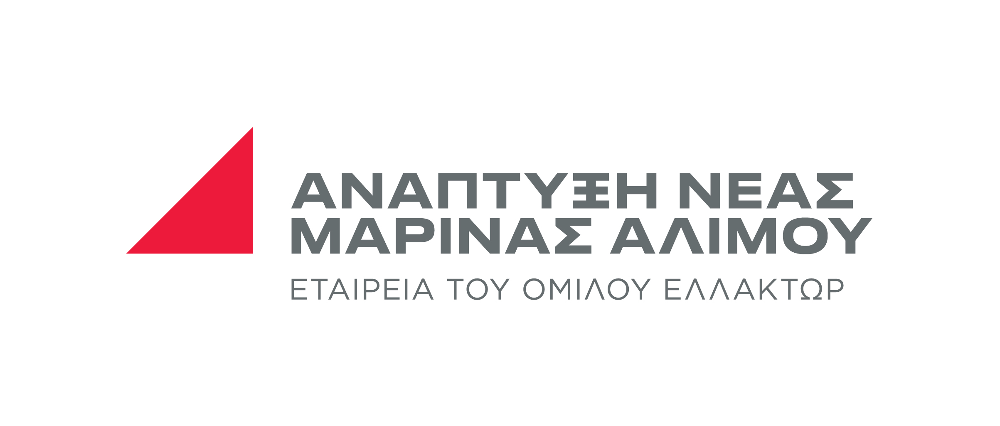 ΑΝΑΠΤΥΞΗ ΝΕΑΣ
ΜΑΡΙΝΑΣ ΑΛΙΜΟΥ
ΕΤΑΙΡΕΙΑ ΤΟΥ ΟΜΙΛΟΥ ΕΛΛΑΚΤΩΡ